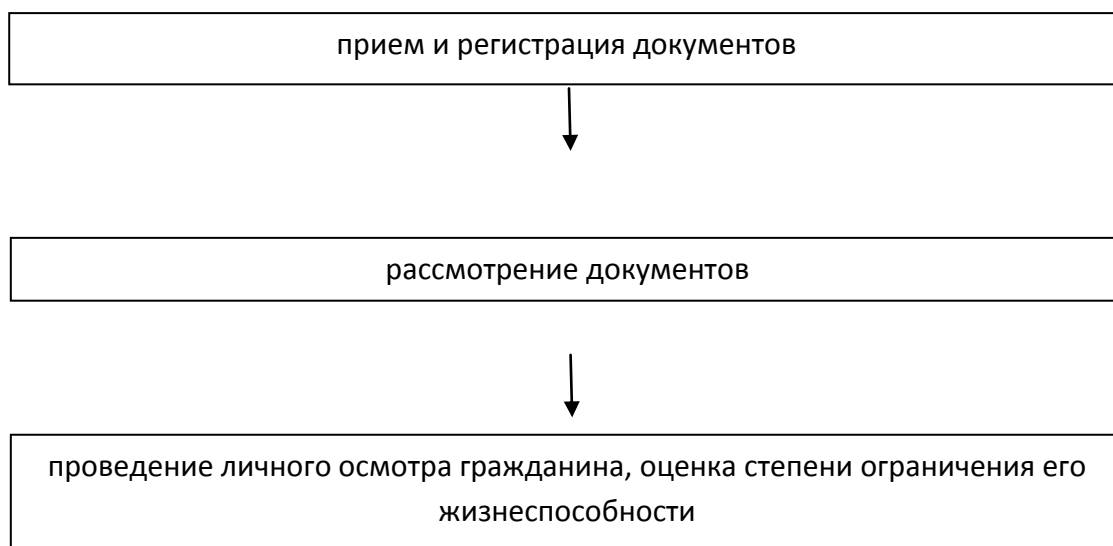 прием и регистрация документов
рассмотрение документов
проведение личного осмотра гражданина, оценка степени ограничения его
жизнеспособности